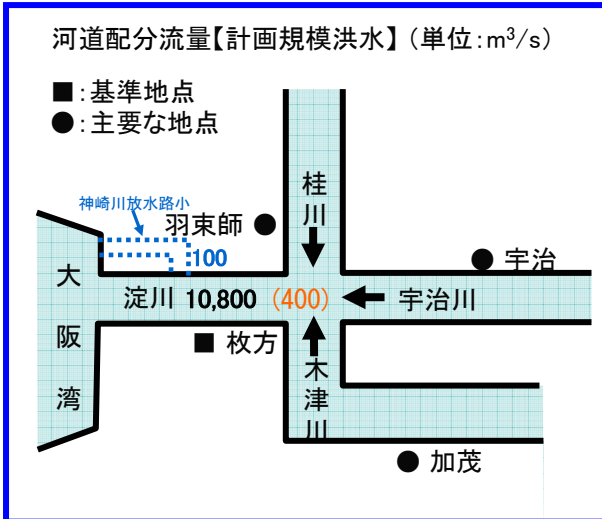 河道配分流量【計画規模洪水】(単位:m³/s)
■:基準地点
●:主要な地点
神崎川放水路小
羽束師 ●
100
桂川
● 宇治
大阪湾
淀川 10,800 (400)
宇治川
■ 枚方
木津川
● 加茂